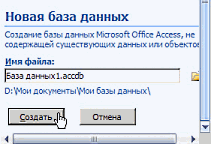 Новая база данных
Создание базы данных Microsoft Office Access, не
содержащей существующих данных или объектов
Имя файла:
База данных1.accdb
D:\Мои документы\Мои базы данных\
Создать Отмена